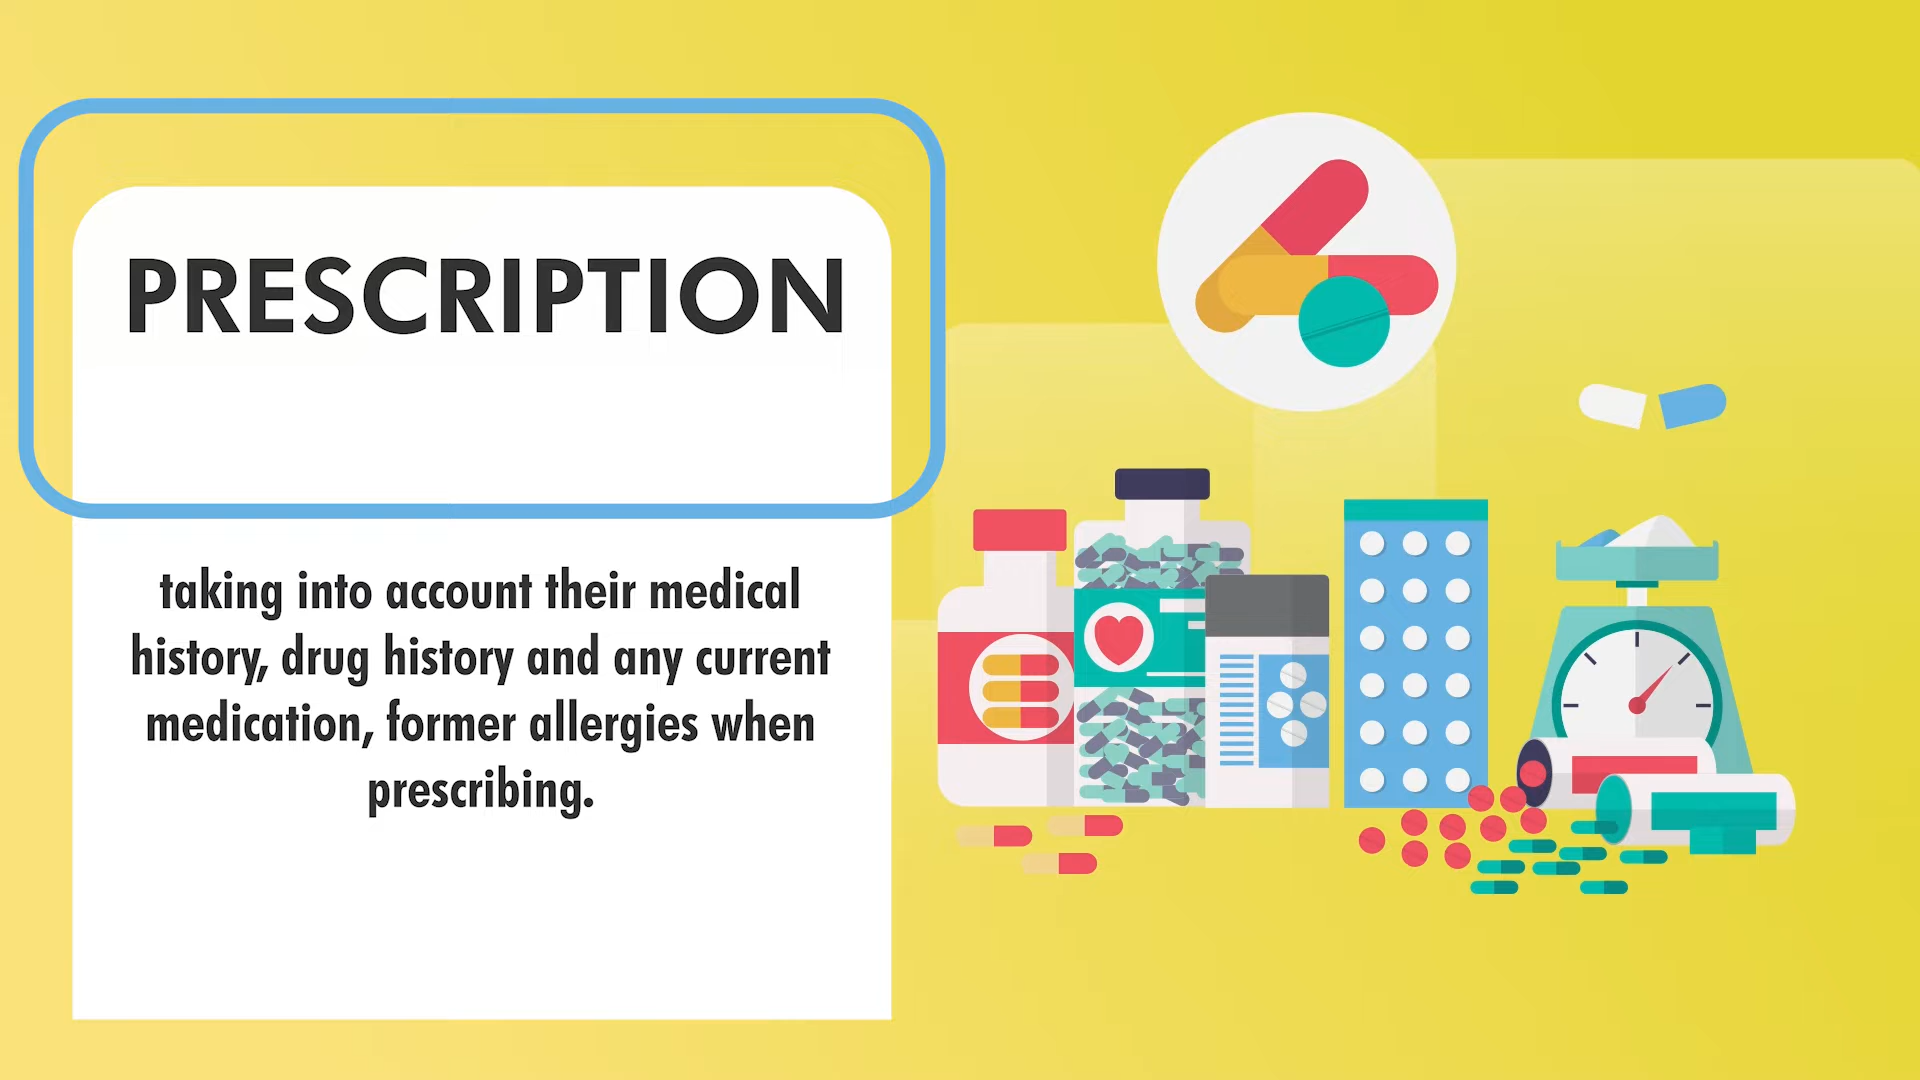 PRESCRIPTION
taking into account their medical
history, drug history and any current
medication, former allergies when
prescribing.